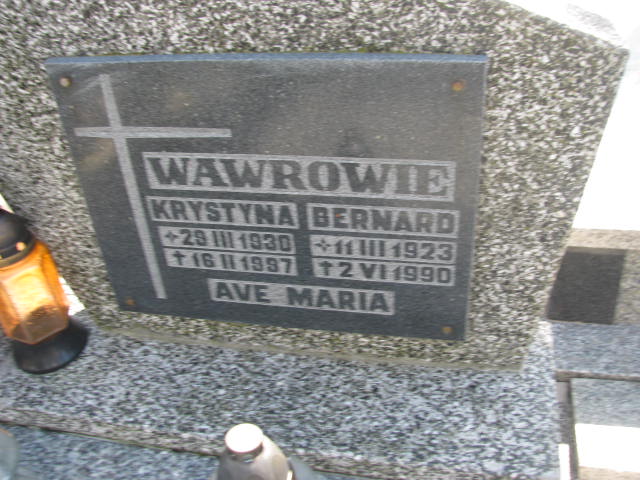 WAWROWIE
KRYSTYNA BERNARD
+29 III 1930 +11 III 1923
†16 II 1997 †2 VI 1990
AVE MARIA